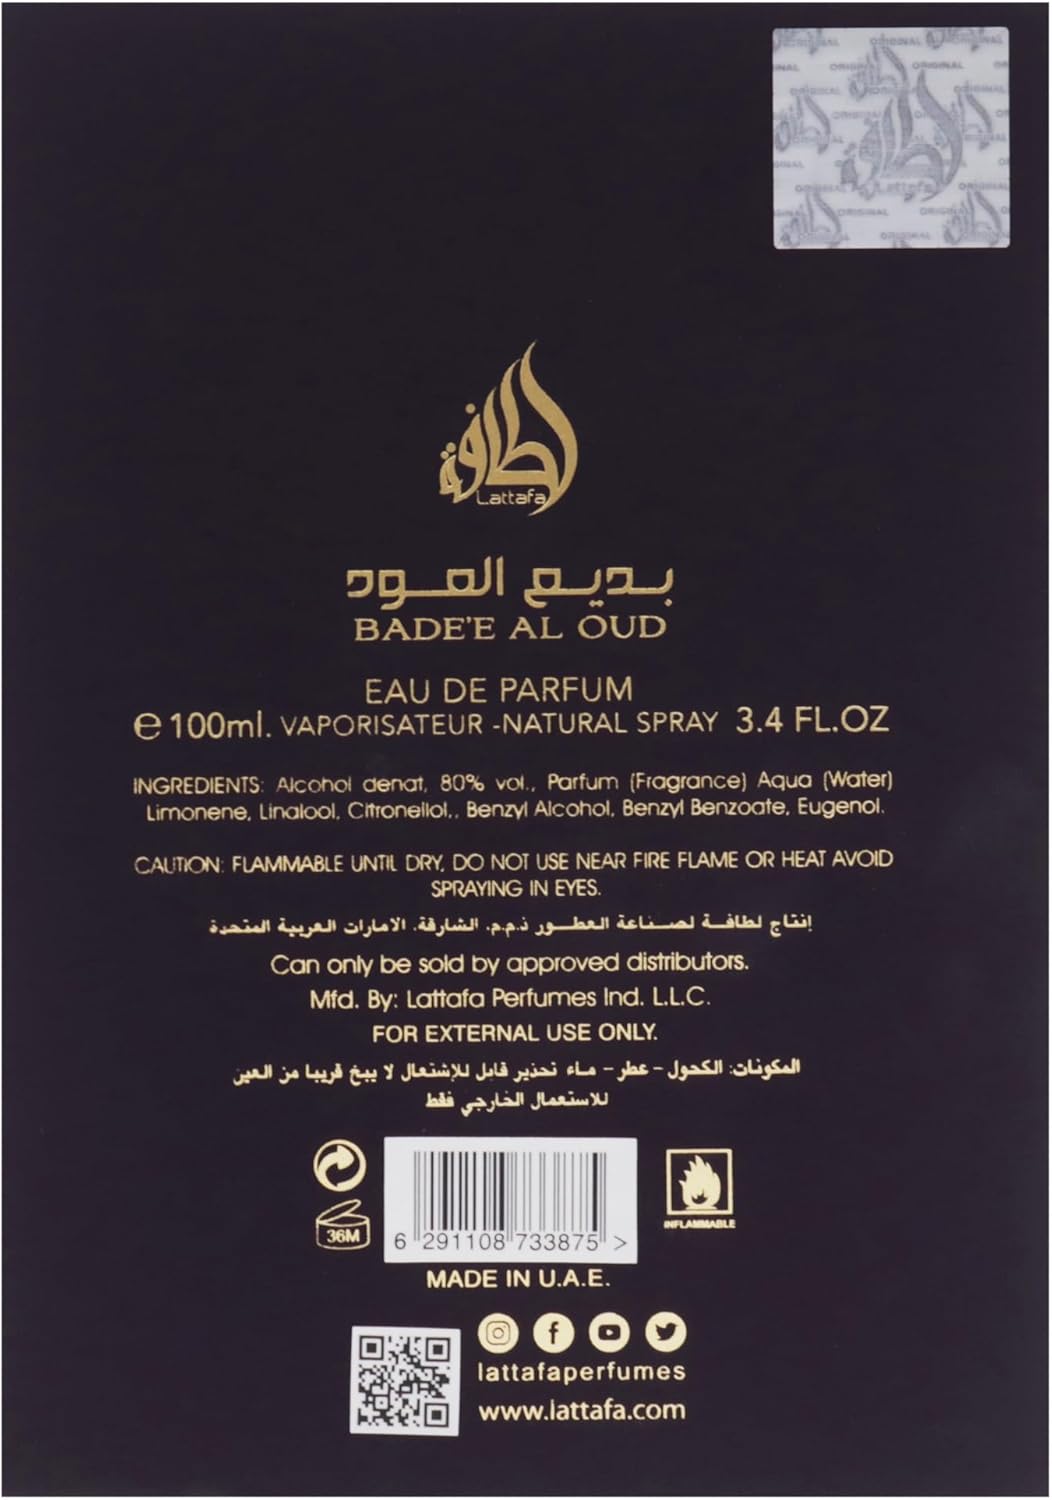 ORIGINAL
لطافة
Lattafa
لطافة
Lattafa
بديع العود
BADE'E AL OUD
EAU DE PARFUM
e 100ml. VAPORISATEUR -NATURAL SPRAY 3.4 FL.OZ
INGREDIENTS: Alcohol denat, 80% vol., Parfum (Fragrance) Aqua (Water)
Limonene, Linalool, Citronellol,, Benzyl Alcohol, Benzyl Benzoate, Eugenol.
CAUTION: FLAMMABLE UNTIL DRY, DO NOT USE NEAR FIRE FLAME OR HEAT AVOID
SPRAYING IN EYES.
إنتاج لطافة لصناعة العطور ذ.م.م. الشارقة، الامارات العربية المتحدة
Can only be sold by approved distributors.
Mfd. By: Lattafa Perfumes Ind. L.L.C.
FOR EXTERNAL USE ONLY.
المكونات: الكحول - عطر - ماء تحذير قابل للإشتعال لا يبخ قريبا من العين
للاستعمال الخارجي فقط
36M
6 291108 733875 >
INFLAMMABLE
MADE IN U.A.E.
lattafaperfumes
www.lattafa.com